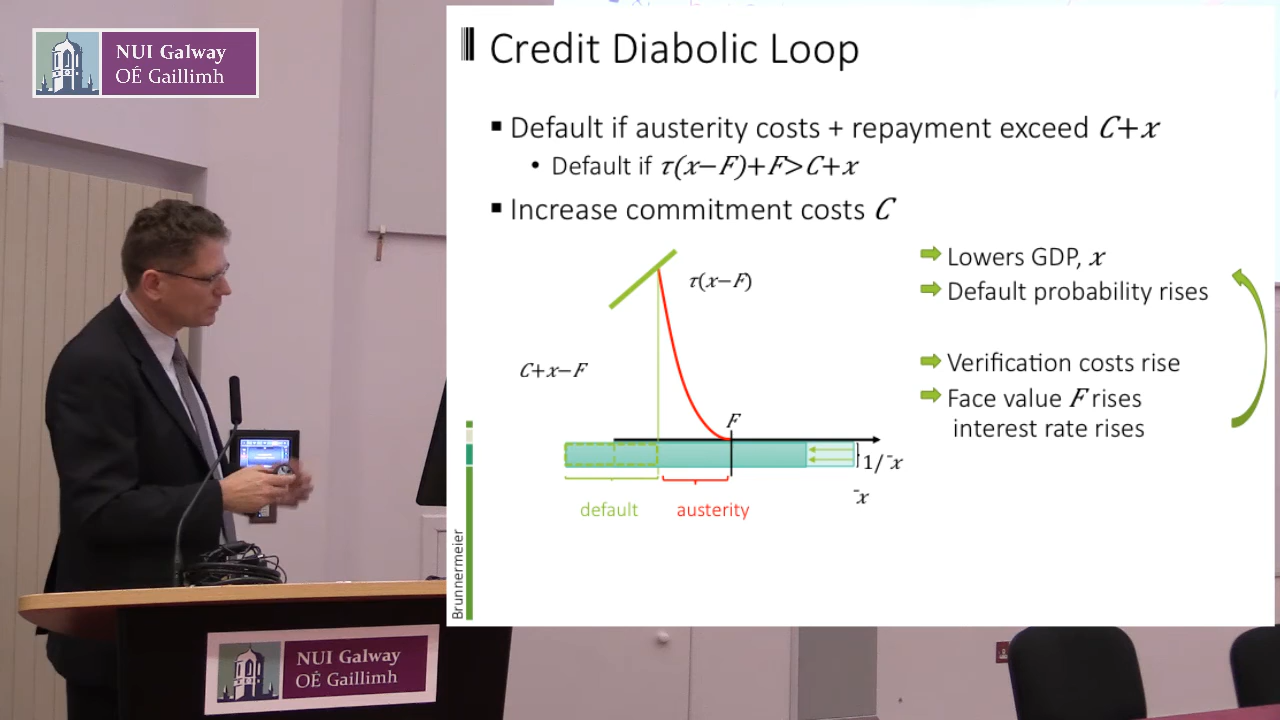 NUI Galway
OÉ Gaillimh
Credit Diabolic Loop
Default if austerity costs + repayment exceed C+x
Default if τ(x−F)+F>C+x
Increase commitment costs C
τ(x−F)
C+x−F
F
1/ ¯x
¯x
default
austerity
Lowers GDP, x
Default probability rises
Verification costs rise
Face value F rises
interest rate rises
Brunnermeier
NUI Galway
OÉ Gaillimh